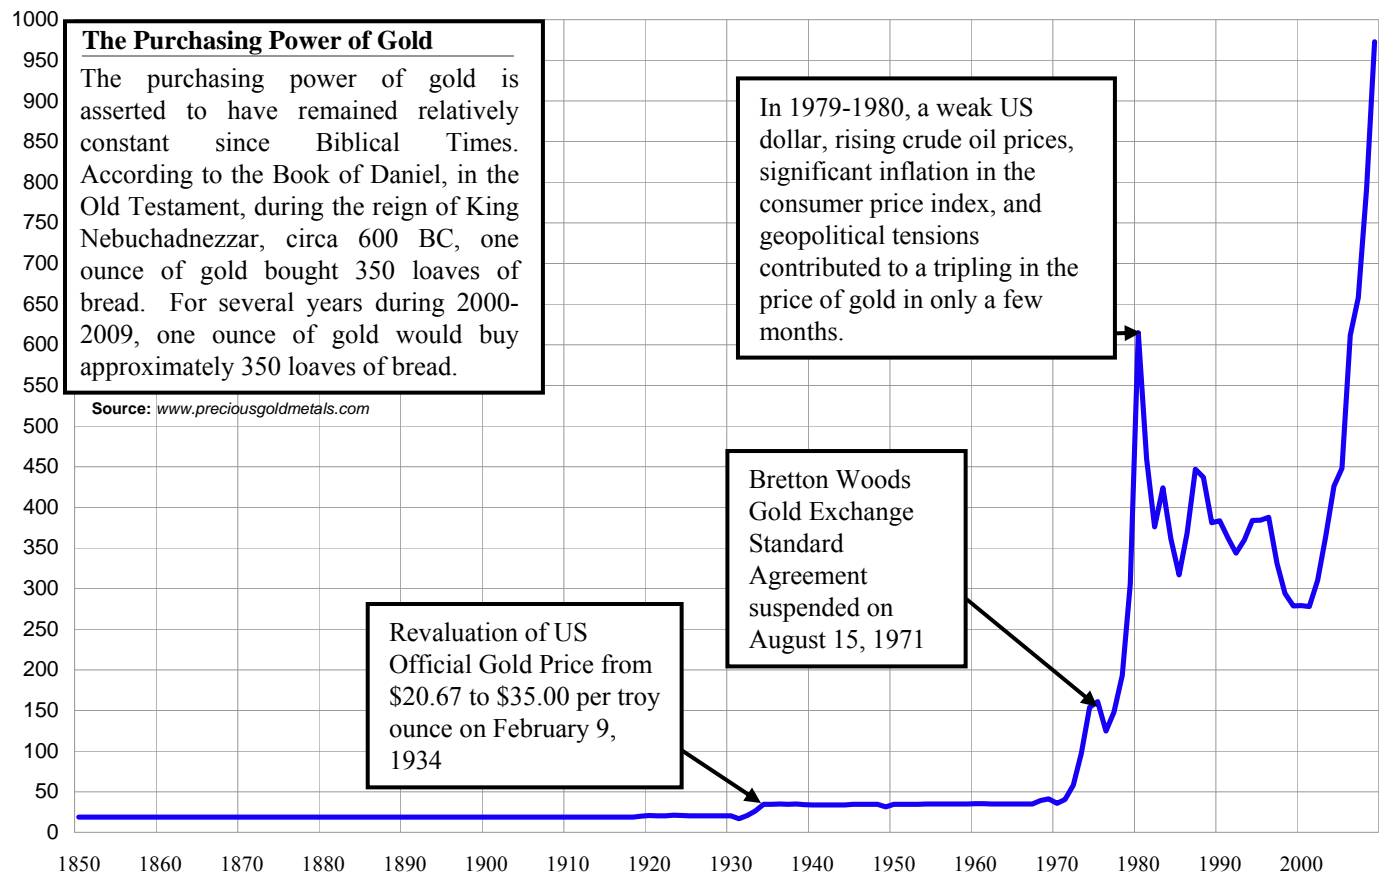 1000
950
900
850
800
750
700
650
600
550
500
450
400
350
300
250
200
150
100
50
0
The Purchasing Power of Gold
The purchasing power of gold is
asserted to have remained relatively
constant since Biblical Times.
According to the Book of Daniel, in the
Old Testament, during the reign of King
Nebuchadnezzar, circa 600 BC, one
ounce of gold bought 350 loaves of
bread. For several years during 2000-
2009, one ounce of gold would buy
approximately 350 loaves of bread.
Source: www.preciousgoldmetals.com
In 1979-1980, a weak US
dollar, rising crude oil prices,
significant inflation in the
consumer price index, and
geopolitical tensions
contributed to a tripling in the
price of gold in only a few
months.
Bretton Woods
Gold Exchange
Standard
Agreement
suspended on
August 15, 1971
Revaluation of US
Official Gold Price from
$20.67 to $35.00 per troy
ounce on February 9,
1934
1850 1860 1870 1880 1890 1900 1910 1920 1930 1940 1950 1960 1970 1980 1990 2000